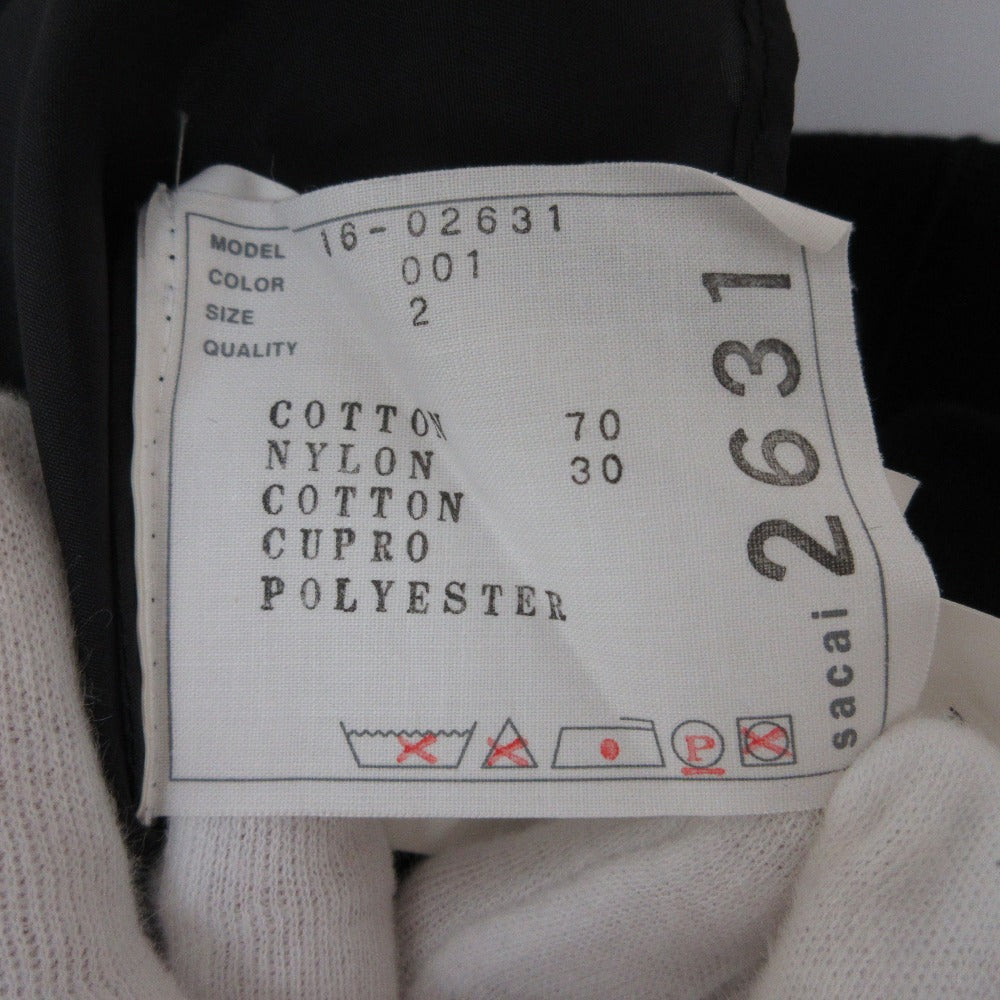 MODEL 16-02631
COLOR 001
SIZE 2
QUALITY
COTTON 70
NYLON 30
COTTON
CUPRO
POLYESTER
P
sacai 2631